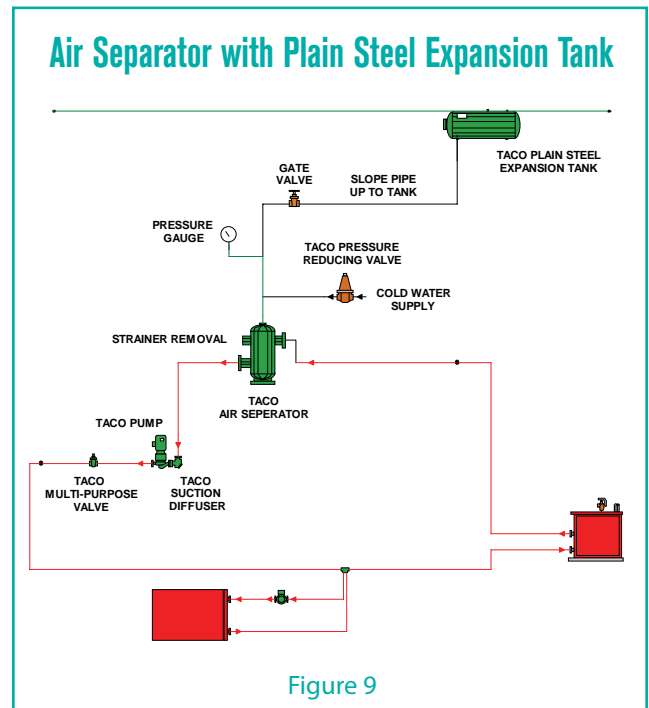 Air Separator with Plain Steel Expansion Tank
TACO PLAIN STEEL
EXPANSION TANK
GATE
VALVE
SLOPE PIPE
UP TO TANK
PRESSURE
GAUGE
TACO PRESSURE
REDUCING VALVE
COLD WATER
SUPPLY
STRAINER REMOVAL
TACO
AIR SEPERATOR
TACO PUMP
TACO
MULTI-PURPOSE
VALVE
TACO
SUCTION
DIFFUSER
Figure 9